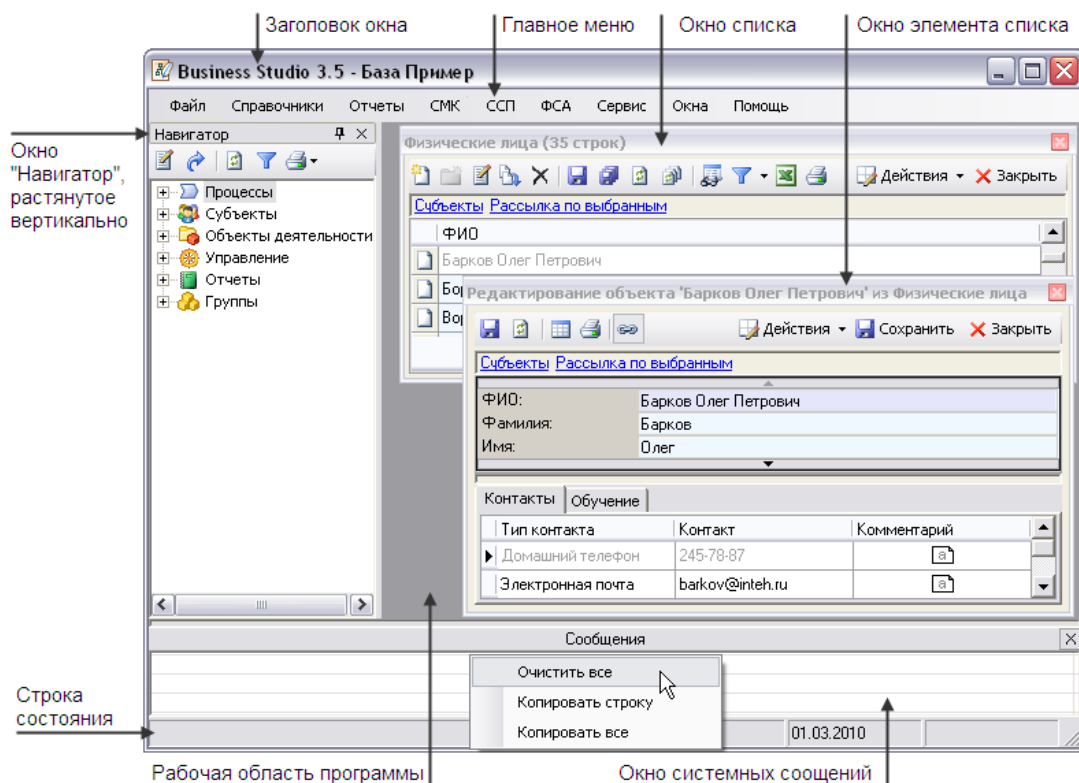 Заголовок окна
Главное меню
Окно списка
Окно элемента списка
Business Studio 3.5 - База Пример
Файл Справочники Отчеты СМК ССП ФСА Сервис Окна Помощь
Окно
"Навигатор",
растянутое
вертикально
Навигатор
Процессы
Субъекты
Объекты деятельности
Управление
Отчеты
Группы
Физические лица (35 строк)
Действия Закрыть
Субъекты Рассылка по выбранным
ФИО
Барков Олег Петрович
Бор
Вор
Редактирование объекта 'Барков Олег Петрович' из Физические лица
Действия Сохранить Закрыть
Субъекты Рассылка по выбранным
ФИО: Барков Олег Петрович
Фамилия: Барков
Имя: Олег
Контакты Обучение
Тип контакта Контакт Комментарий
Домашний телефон 245-78-87 a
Электронная почта barkov@inteh.ru a
Сообщения
Очистить все
Копировать строку
Копировать все
Строка
состояния
01.03.2010
Рабочая область программы
Окно системных соощений